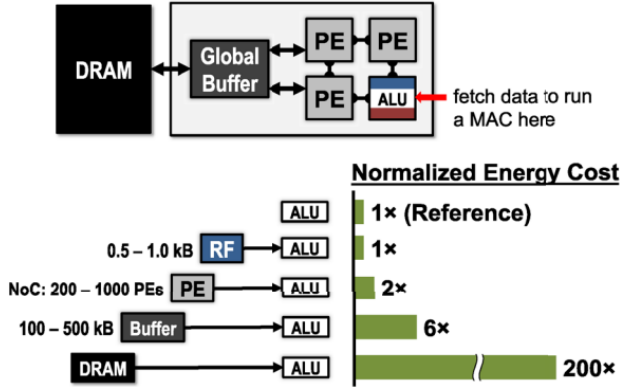 DRAM
Global
Buffer
PE
PE
PE
ALU
fetch data to run
a MAC here
Normalized Energy Cost
ALU
1× (Reference)
0.5 – 1.0 kB
RF
ALU
1×
NoC: 200 – 1000 PEs
PE
ALU
2×
100 – 500 kB
Buffer
ALU
6×
DRAM
ALU
200×